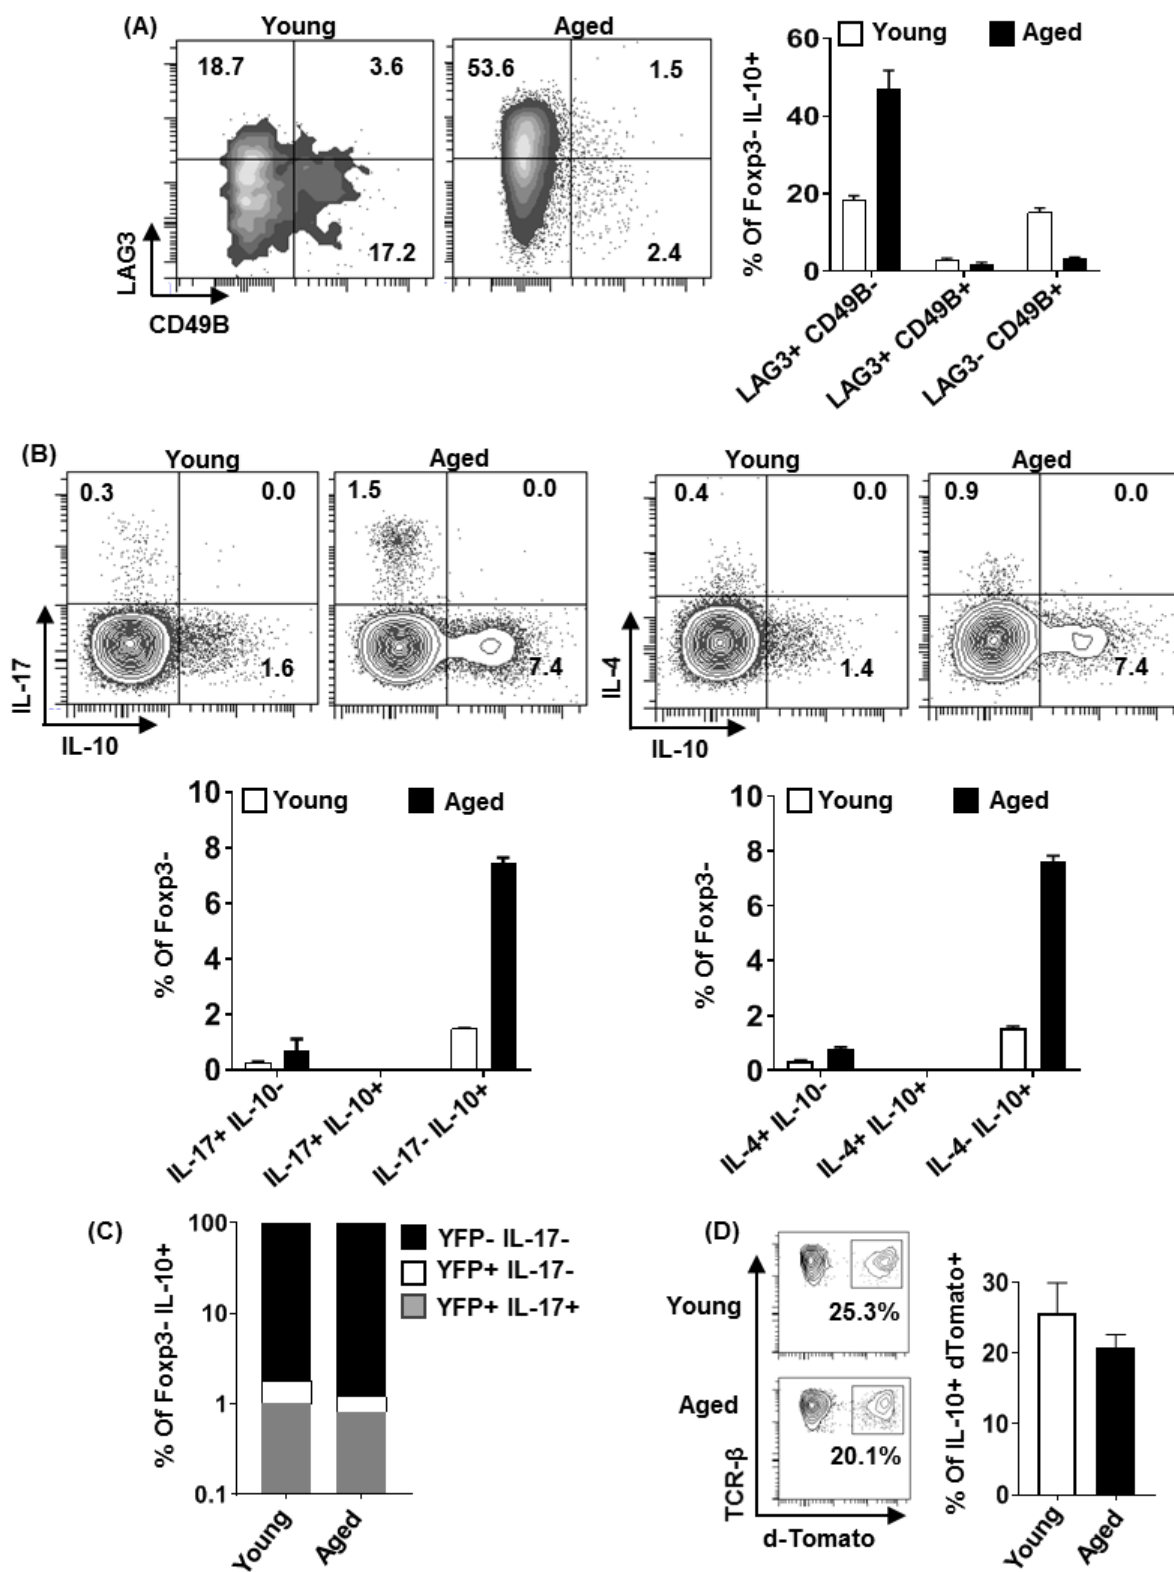 (A)
Young
Aged
18.7
3.6
17.2
53.6
1.5
2.4
LAG3
CD49B
Young
Aged
% Of Foxp3- IL-10+
60
40
20
0
LAG3+ CD49B-
LAG3+ CD49B+
LAG3- CD49B+
(B)
Young
Aged
Young
Aged
0.3
0.0
1.6
1.5
0.0
7.4
0.4
0.0
1.4
0.9
0.0
7.4
IL-17
IL-10
IL-4
IL-10
Young
Aged
% Of Foxp3-
10
8
6
4
2
0
IL-17+ IL-10-
IL-17+ IL-10+
IL-17- IL-10+
Young
Aged
% Of Foxp3-
10
8
6
4
2
0
IL-4+ IL-10-
IL-4+ IL-10+
IL-4- IL-10+
(C)
% Of Foxp3- IL-10+
100
10
1
0.1
Young
Aged
YFP- IL-17-
YFP+ IL-17-
YFP+ IL-17+
(D)
Young
25.3%
Aged
20.1%
TCR-β
d-Tomato
% Of IL-10+ dTomato+
30
20
10
0
Young
Aged